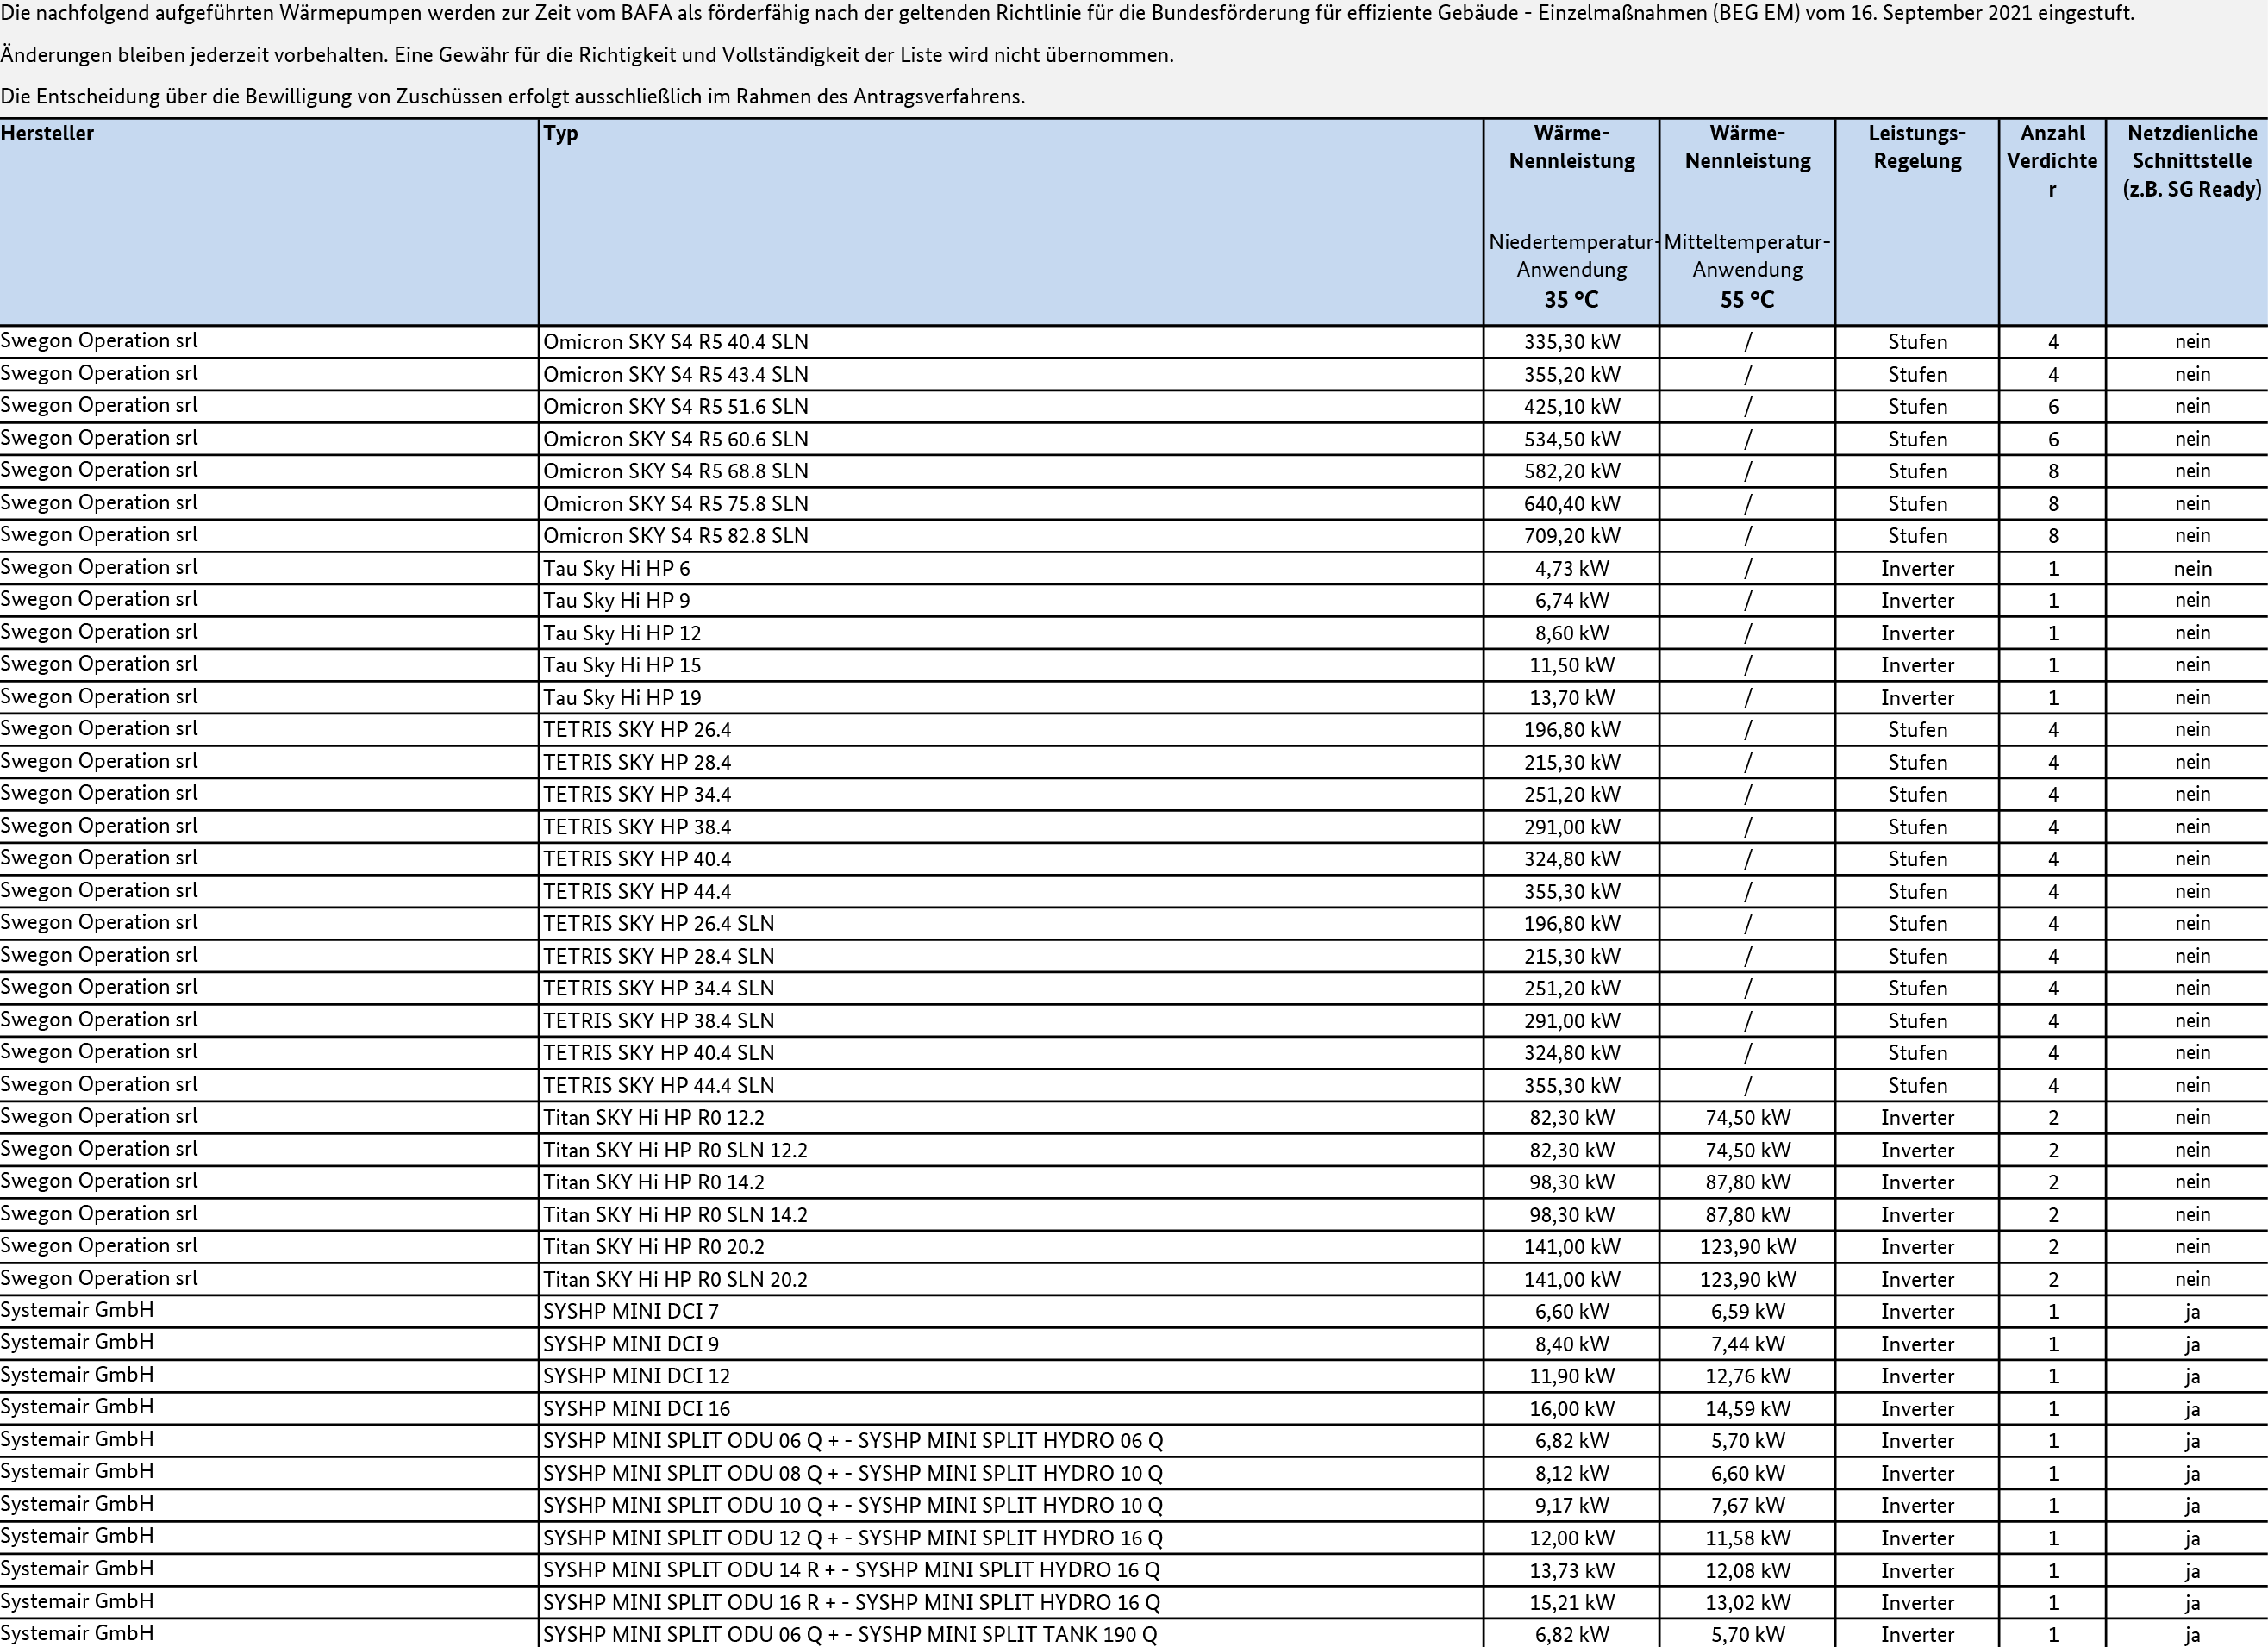 Die nachfolgend aufgeführten Wärmepumpen werden zur Zeit vom BAFA als förderfähig nach der geltenden Richtlinie für die Bundesförderung für effiziente Gebäude - Einzelmaßnahmen (BEG EM) vom 16. September 2021 eingestuft.
Änderungen bleiben jederzeit vorbehalten. Eine Gewähr für die Richtigkeit und Vollständigkeit der Liste wird nicht übernommen.
Die Entscheidung über die Bewilligung von Zuschüssen erfolgt ausschließlich im Rahmen des Antragsverfahrens.
Hersteller Typ Wärme- Wärme- Leistungs- Anzahl Netzdienliche
Nennleistung Nennleistung Regelung Verdichte Schnittstelle
r (z.B. SG Ready)
Niedertemperatur- Mitteltemperatur-
Anwendung Anwendung
35 °C 55 °C
Swegon Operation srl Omicron SKY S4 R5 40.4 SLN 335,30 kW / Stufen 4 nein
Swegon Operation srl Omicron SKY S4 R5 43.4 SLN 355,20 kW / Stufen 4 nein
Swegon Operation srl Omicron SKY S4 R5 51.6 SLN 425,10 kW / Stufen 6 nein
Swegon Operation srl Omicron SKY S4 R5 60.6 SLN 534,50 kW / Stufen 6 nein
Swegon Operation srl Omicron SKY S4 R5 68.8 SLN 582,20 kW / Stufen 8 nein
Swegon Operation srl Omicron SKY S4 R5 75.8 SLN 640,40 kW / Stufen 8 nein
Swegon Operation srl Omicron SKY S4 R5 82.8 SLN 709,20 kW / Stufen 8 nein
Swegon Operation srl Tau Sky Hi HP 6 4,73 kW / Inverter 1 nein
Swegon Operation srl Tau Sky Hi HP 9 6,74 kW / Inverter 1 nein
Swegon Operation srl Tau Sky Hi HP 12 8,60 kW / Inverter 1 nein
Swegon Operation srl Tau Sky Hi HP 15 11,50 kW / Inverter 1 nein
Swegon Operation srl Tau Sky Hi HP 19 13,70 kW / Inverter 1 nein
Swegon Operation srl TETRIS SKY HP 26.4 196,80 kW / Stufen 4 nein
Swegon Operation srl TETRIS SKY HP 28.4 215,30 kW / Stufen 4 nein
Swegon Operation srl TETRIS SKY HP 34.4 251,20 kW / Stufen 4 nein
Swegon Operation srl TETRIS SKY HP 38.4 291,00 kW / Stufen 4 nein
Swegon Operation srl TETRIS SKY HP 40.4 324,80 kW / Stufen 4 nein
Swegon Operation srl TETRIS SKY HP 44.4 355,30 kW / Stufen 4 nein
Swegon Operation srl TETRIS SKY HP 26.4 SLN 196,80 kW / Stufen 4 nein
Swegon Operation srl TETRIS SKY HP 28.4 SLN 215,30 kW / Stufen 4 nein
Swegon Operation srl TETRIS SKY HP 34.4 SLN 251,20 kW / Stufen 4 nein
Swegon Operation srl TETRIS SKY HP 38.4 SLN 291,00 kW / Stufen 4 nein
Swegon Operation srl TETRIS SKY HP 40.4 SLN 324,80 kW / Stufen 4 nein
Swegon Operation srl TETRIS SKY HP 44.4 SLN 355,30 kW / Stufen 4 nein
Swegon Operation srl Titan SKY Hi HP R0 12.2 82,30 kW 74,50 kW Inverter 2 nein
Swegon Operation srl Titan SKY Hi HP R0 SLN 12.2 82,30 kW 74,50 kW Inverter 2 nein
Swegon Operation srl Titan SKY Hi HP R0 14.2 98,30 kW 87,80 kW Inverter 2 nein
Swegon Operation srl Titan SKY Hi HP R0 SLN 14.2 98,30 kW 87,80 kW Inverter 2 nein
Swegon Operation srl Titan SKY Hi HP R0 20.2 141,00 kW 123,90 kW Inverter 2 nein
Swegon Operation srl Titan SKY Hi HP R0 SLN 20.2 141,00 kW 123,90 kW Inverter 2 nein
Systemair GmbH SYSHP MINI DCI 7 6,60 kW 6,59 kW Inverter 1 ja
Systemair GmbH SYSHP MINI DCI 9 8,40 kW 7,44 kW Inverter 1 ja
Systemair GmbH SYSHP MINI DCI 12 11,90 kW 12,76 kW Inverter 1 ja
Systemair GmbH SYSHP MINI DCI 16 16,00 kW 14,59 kW Inverter 1 ja
Systemair GmbH SYSHP MINI SPLIT ODU 06 Q + - SYSHP MINI SPLIT HYDRO 06 Q 6,82 kW 5,70 kW Inverter 1 ja
Systemair GmbH SYSHP MINI SPLIT ODU 08 Q + - SYSHP MINI SPLIT HYDRO 10 Q 8,12 kW 6,60 kW Inverter 1 ja
Systemair GmbH SYSHP MINI SPLIT ODU 10 Q + - SYSHP MINI SPLIT HYDRO 10 Q 9,17 kW 7,67 kW Inverter 1 ja
Systemair GmbH SYSHP MINI SPLIT ODU 12 Q + - SYSHP MINI SPLIT HYDRO 16 Q 12,00 kW 11,58 kW Inverter 1 ja
Systemair GmbH SYSHP MINI SPLIT ODU 14 R + - SYSHP MINI SPLIT HYDRO 16 Q 13,73 kW 12,08 kW Inverter 1 ja
Systemair GmbH SYSHP MINI SPLIT ODU 16 R + - SYSHP MINI SPLIT HYDRO 16 Q 15,21 kW 13,02 kW Inverter 1 ja
Systemair GmbH SYSHP MINI SPLIT ODU 06 Q + - SYSHP MINI SPLIT TANK 190 Q 6,82 kW 5,70 kW Inverter 1 ja